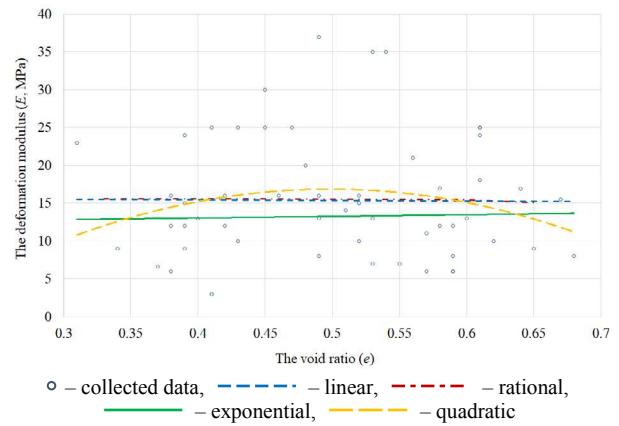 The deformation modulus (E, MPa)
40
35
30
25
20
15
10
5
0
0.3 0.35 0.4 0.45 0.5 0.55 0.6 0.65 0.7
The void ratio (e)
– collected data, – linear, – rational,
– exponential, – quadratic